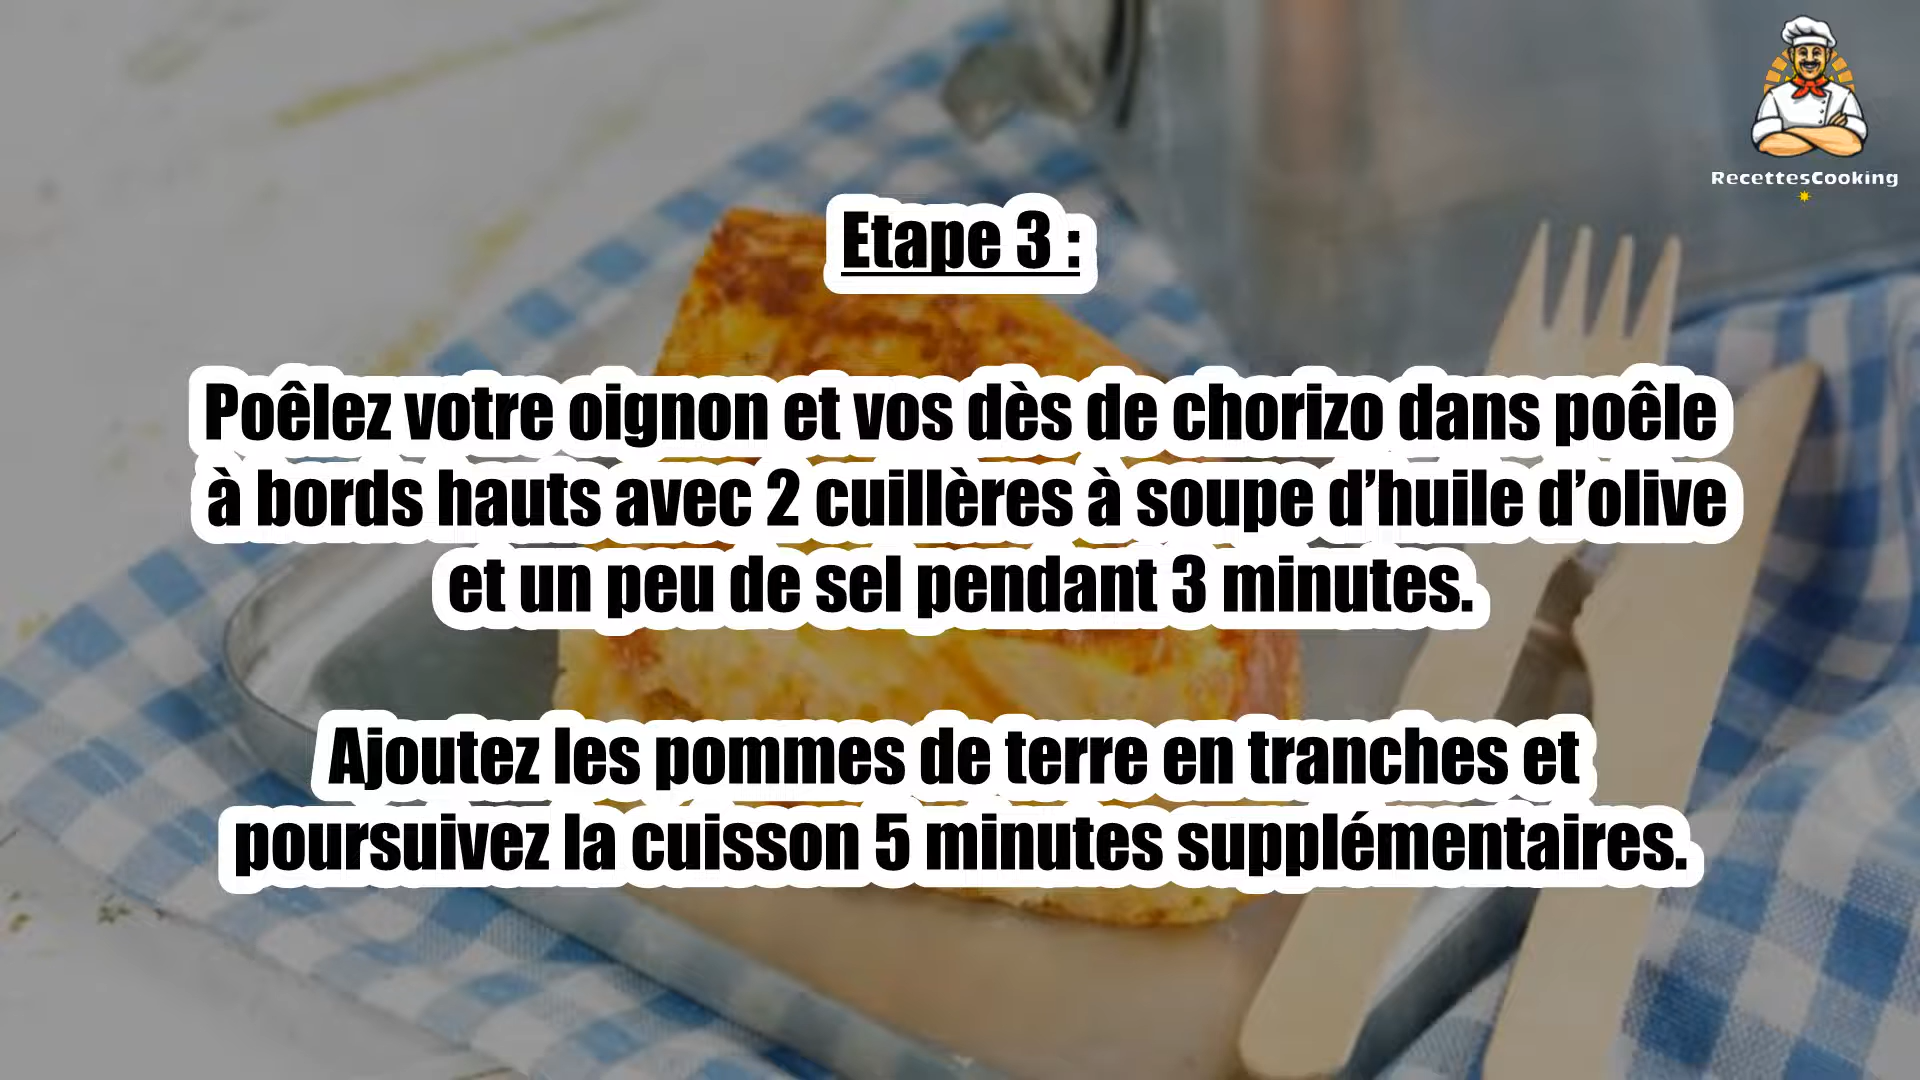 RecettesCooking
Etape 3 :
Poêlez votre oignon et vos dès de chorizo dans poêle
à bords hauts avec 2 cuillères à soupe d’huile d’olive
et un peu de sel pendant 3 minutes.
Ajoutez les pommes de terre en tranches et
poursuivez la cuisson 5 minutes supplémentaires.